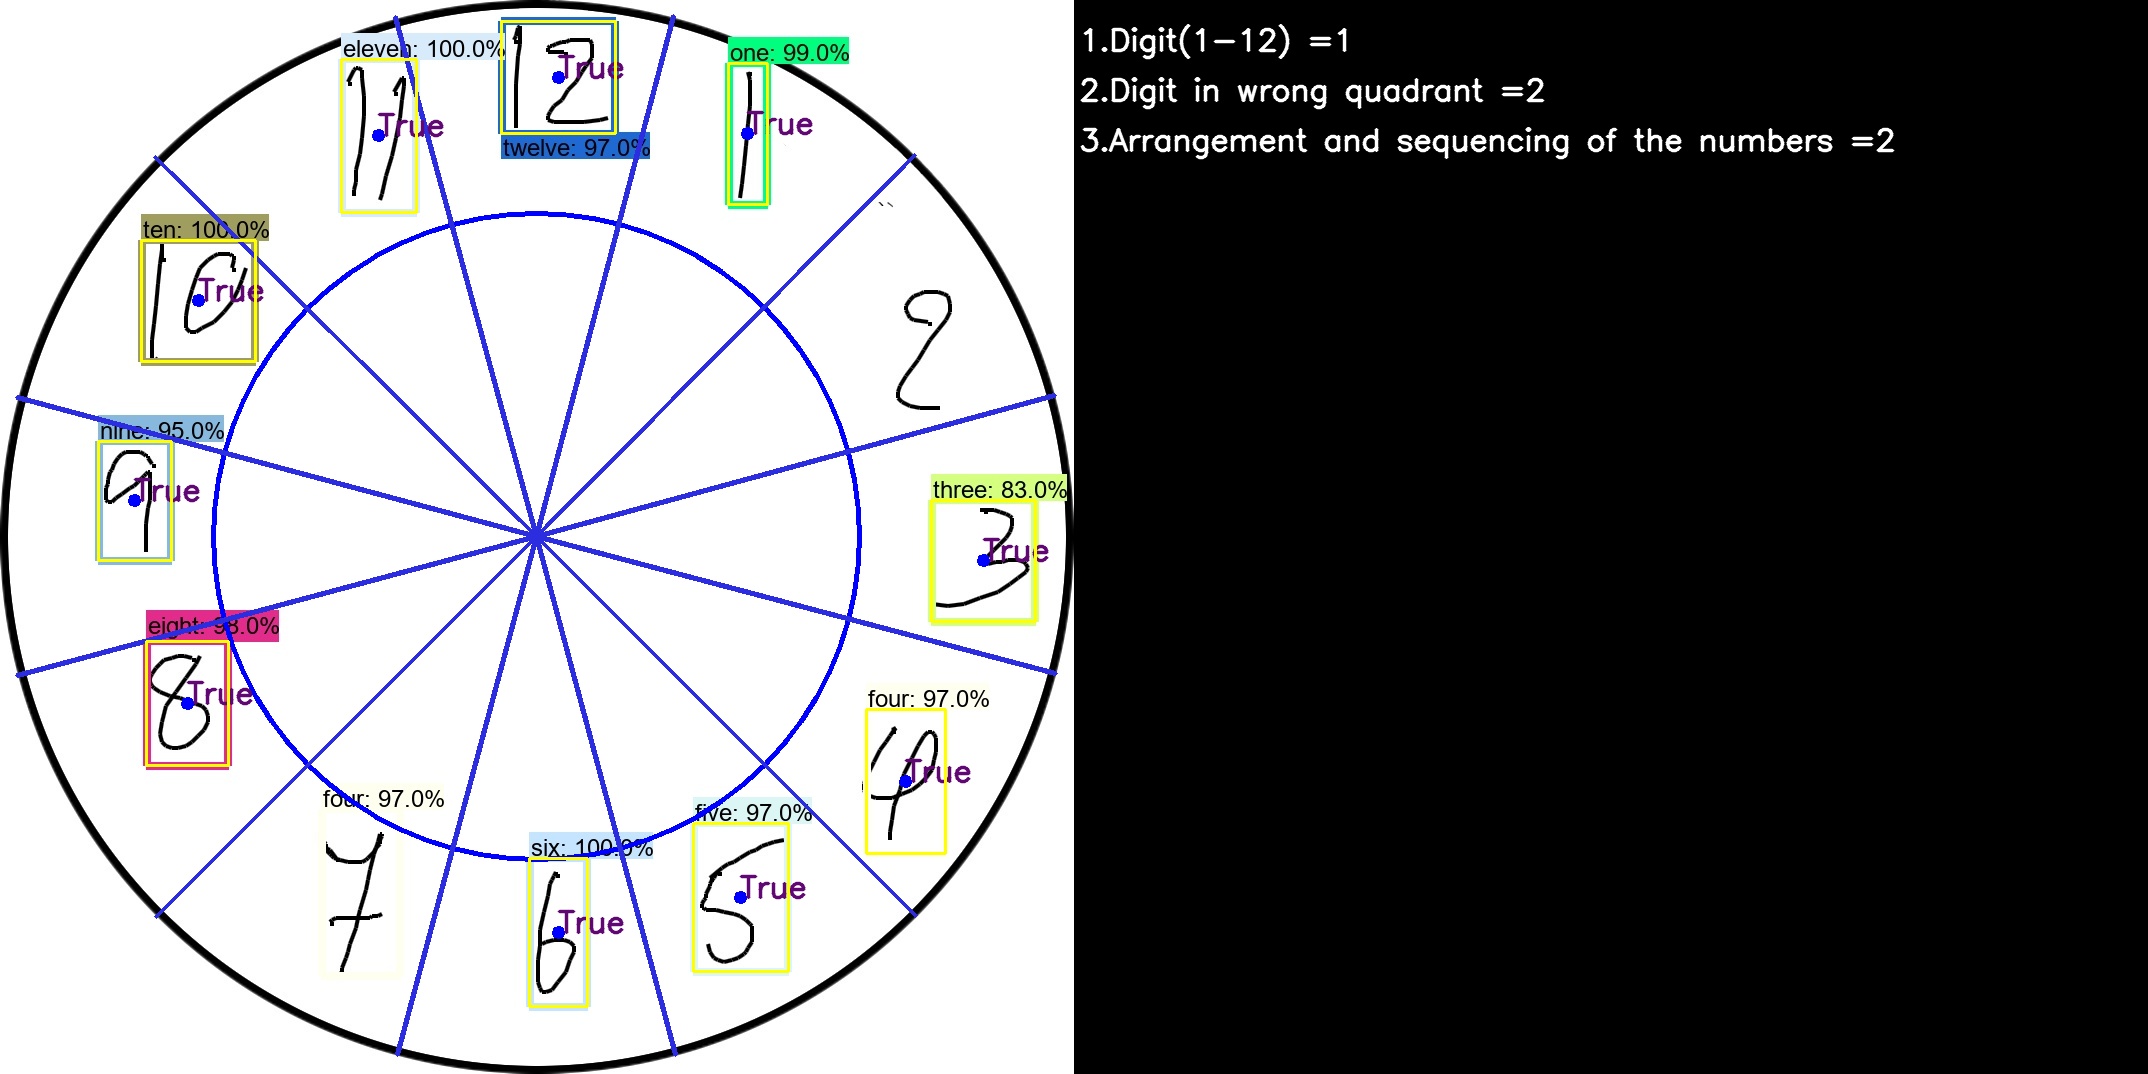 eleven: 100.0%
12
True
twelve: 97.0%
one: 99.0%
1
True
11
True
ten: 100.0%
10
True
2
nine: 95.0%
9
True
three: 83.0%
3
True
eight: 98.0%
8
True
four: 97.0%
4
True
four: 97.0%
7
five: 97.0%
5
True
six: 100.0%
6
True
1.Digit(1-12) =1
2.Digit in wrong quadrant =2
3.Arrangement and sequencing of the numbers =2